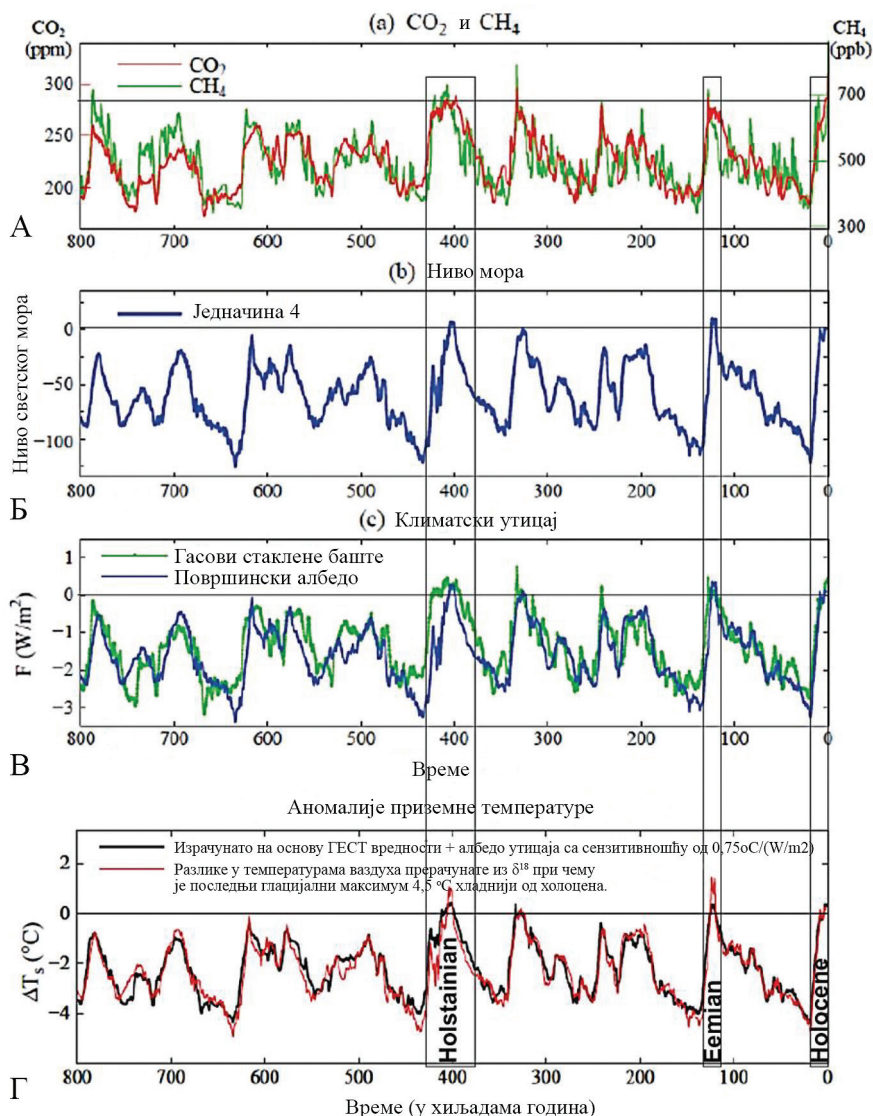 (a) CO₂ и CH₄
CO₂
(ppm)
CH₄
(ppb)
CO₂
CH₄
300
250
200
700
500
300
А
800 700 600 500 400 300 200 100 0
(b) Ниво мора
Ниво светског мора
Једначина 4
0
−50
−100
Б
800 700 600 500 400 300 200 100 0
(c) Климатски утицај
Гасови стаклене баште
Површински албедо
F (W/m²)
1
0
−1
−2
−3
800 700 600 500 400 300 200 100 0
В
Време
Аномалије приземне температуре
Израчунато на основу ГЕСТ вредности + албедо утицаја са сензитивношћу од 0,75oC/(W/m2)
Разлике у температурама ваздуха прерачунате из δ¹⁸ при чему
је последњи глацијални максимум 4,5 ºC хладнији од холоцена.
ΔTₛ (°C)
2
0
−2
−4
Holstainian
Eemian
Holocene
800 700 600 500 400 300 200 100 0
Г
Време (у хиљадама година)